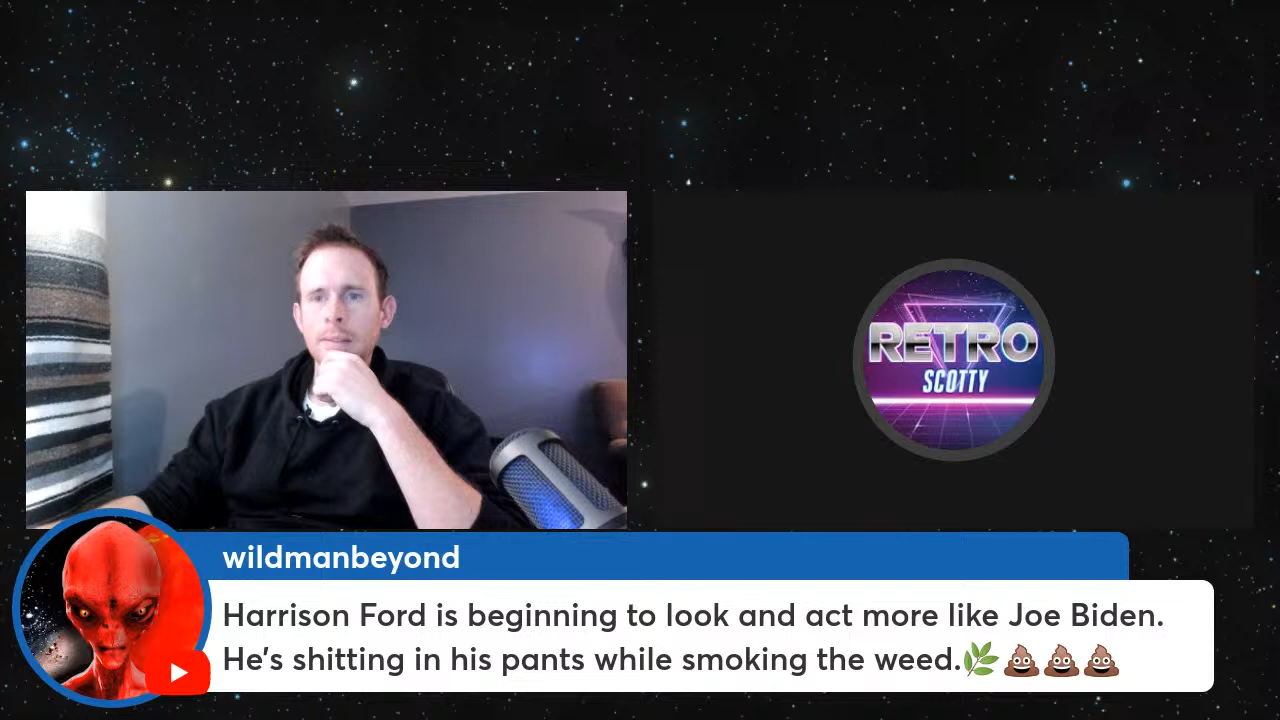 RETRO
SCOTTY
wildmanbeyond
Harrison Ford is beginning to look and act more like Joe Biden.
He's shitting in his pants while smoking the weed.🌿💩💩💩